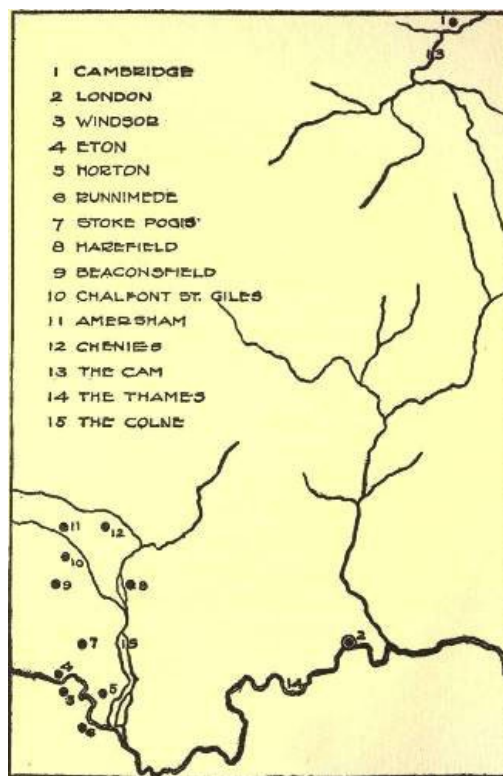 1 CAMBRIDGE
2 LONDON
3 WINDSOR
4 ETON
5 HORTON
6 RUNNIMEDE
7 STOKE POGIS'
8 HAREFIELD
9 BEACONSFIELD
10 CHALFONT ST. GILES
11 AMERSHAM
12 CHENIES
13 THE CAM
14 THE THAMES
15 THE COLNE
1
13
11
12
10
9
8
7
15
2
4
3
5
14
6